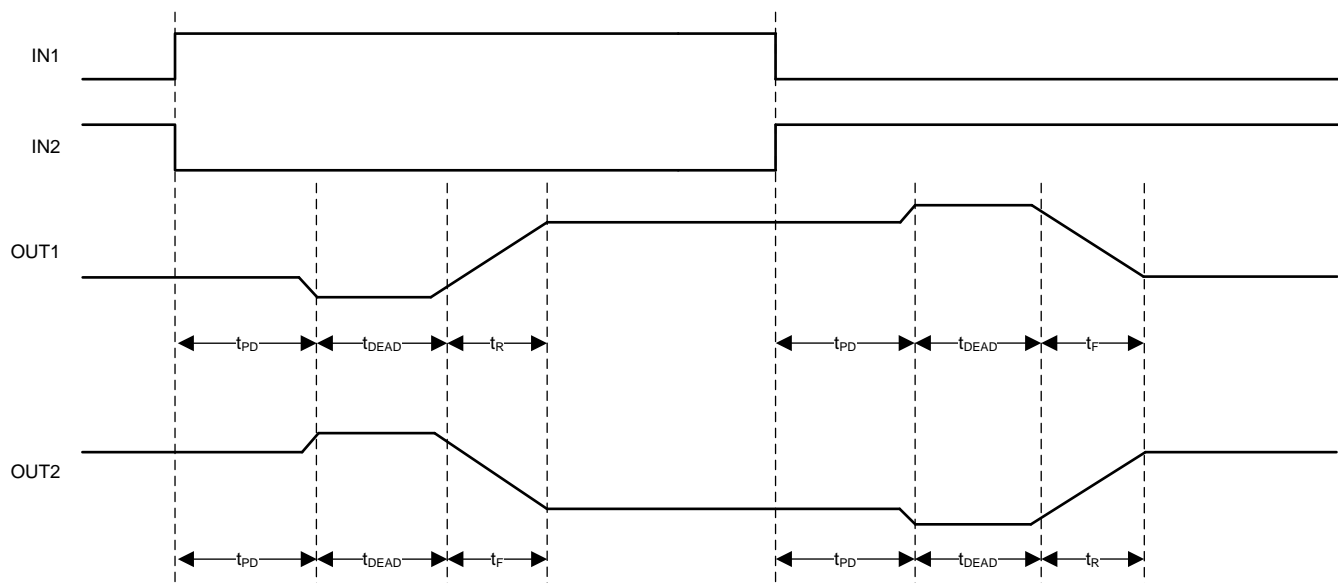 IN1
IN2
OUT1
tPD tDEAD tR tPD tDEAD tF
OUT2
tPD tDEAD tF tPD tDEAD tR